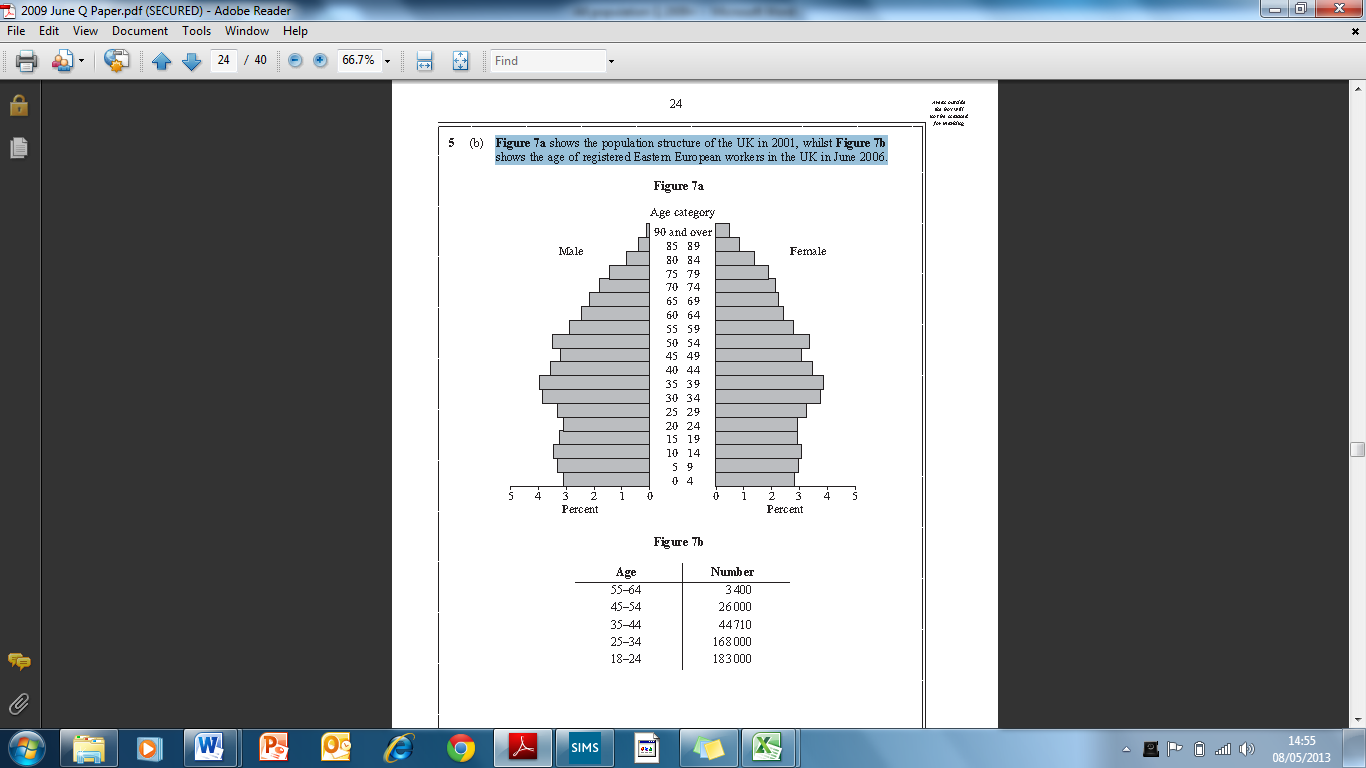 2009 June Q Paper.pdf (SECURED) - Adobe Reader
File Edit View Document Tools Window Help
24 / 40 66.7% Find
24
5 (b) Figure 7a shows the population structure of the UK in 2001, whilst Figure 7b
shows the age of registered Eastern European workers in the UK in June 2006.
Figure 7a
Age category
90 and over
Male
Female
85 89
80 84
75 79
70 74
65 69
60 64
55 59
50 54
45 49
40 44
35 39
30 34
25 29
20 24
15 19
10 14
5 9
0 4
5 4 3 2 1 0 0 1 2 3 4 5
Percent Percent
Figure 7b
Age Number
55–64 3 400
45–54 26 000
35–44 44 710
25–34 168 000
18–24 183 000
SIMS
14:55
08/05/2013